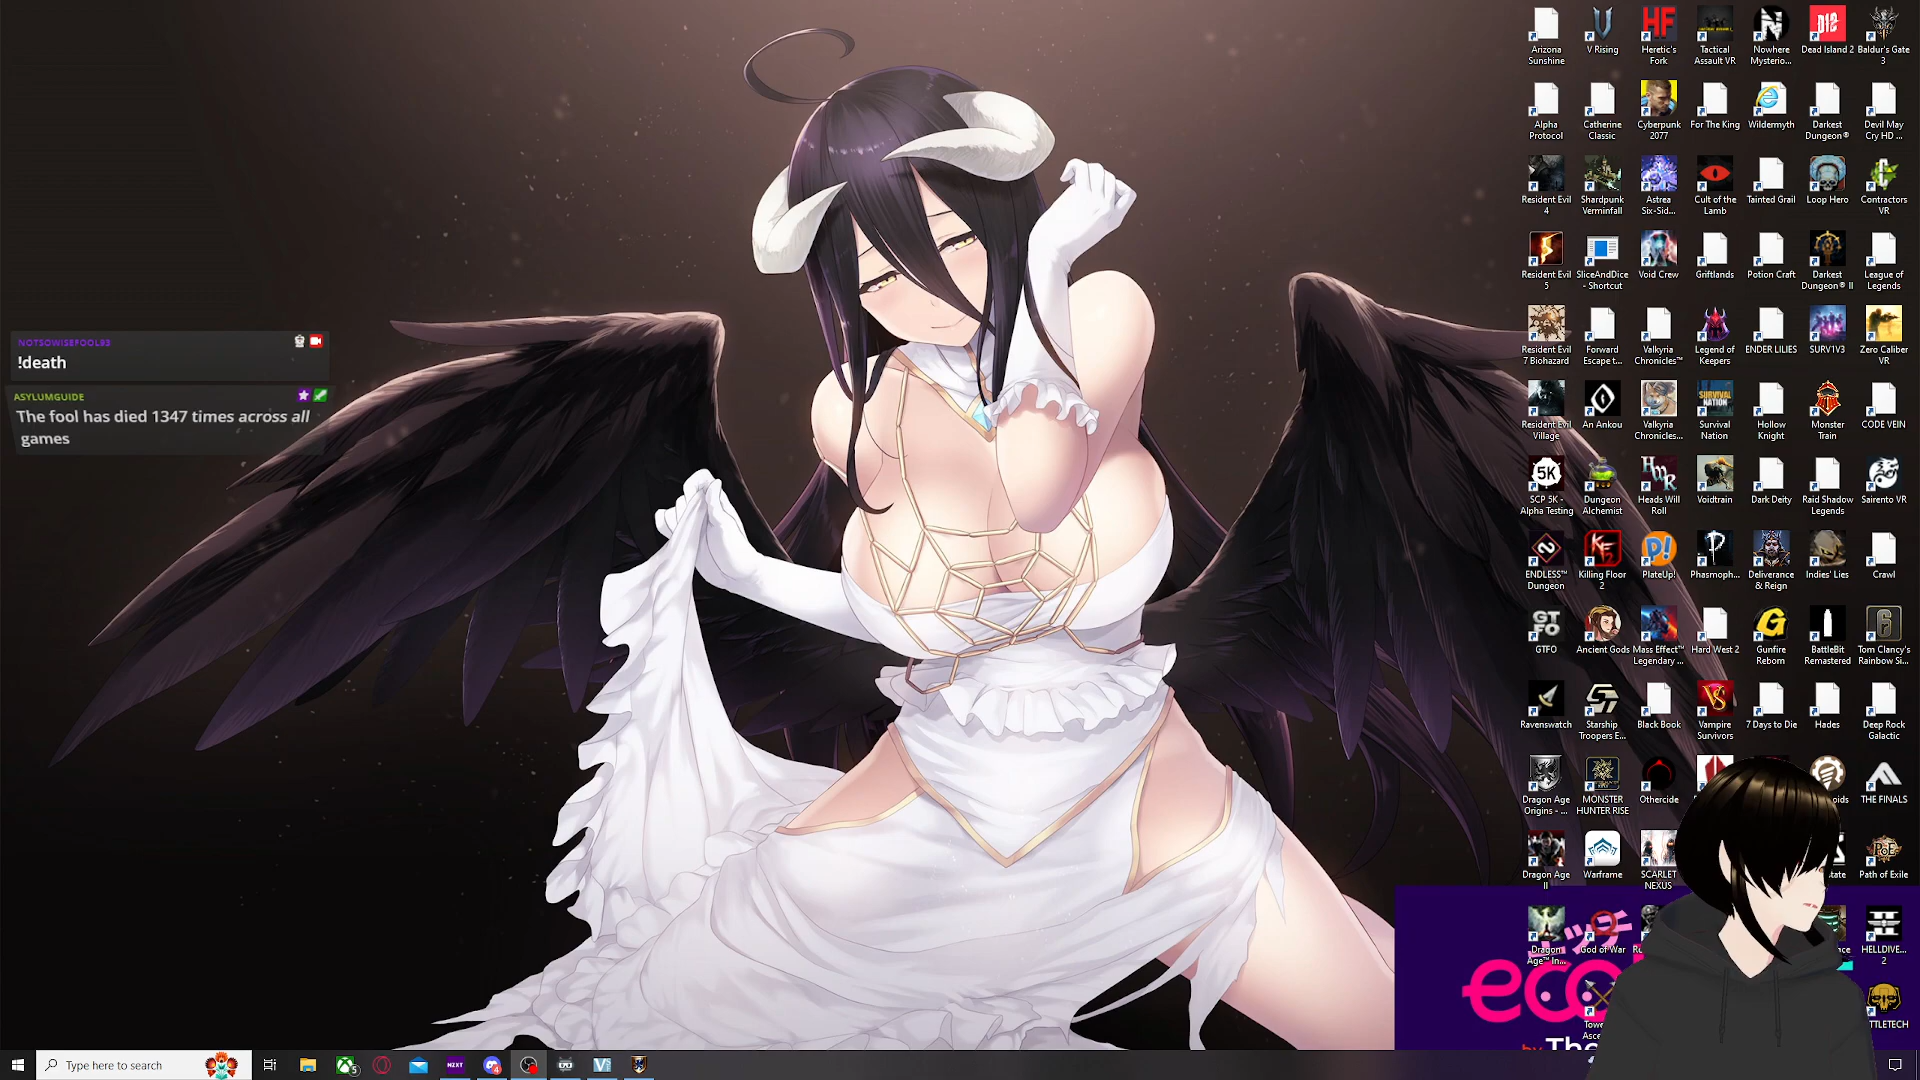 Arizona
Sunshine
V Rising
Heretic's
Fork
Tactical
Assault VR
Nowhere
Mysterio...
Dead Island 2
Baldur's Gate
3
Alpha
Protocol
Catherine
Classic
Cyberpunk
2077
For The King
Wildermyth
Darkest
Dungeon®
Devil May
Cry HD ...
Resident Evil
4
Shardpunk
Verminfall
Astrea
Six-Sid...
Cult of the
Lamb
Tainted Grail
Loop Hero
Contractors
VR
Resident Evil
5
SliceAndDice
- Shortcut
Void Crew
Griftlands
Potion Craft
Darkest
Dungeon® II
League of
Legends
NOTSOWISEFOOL83
!death
ASYLUMGUIDE
The fool has died 1347 times across all
games
Resident Evil
7 Biohazard
Forward
Escape t...
Valkyria
Chronicles™
Legend of
Keepers
ENDER LILIES
SURV1V3
Zero Caliber
VR
Resident Evil
Village
An Ankou
Valkyria
Chronicles...
Survival
Nation
Hollow
Knight
Monster
Train
CODE VEIN
SCP 5K -
Alpha Testing
Dungeon
Alchemist
Heads Will
Roll
Voidtrain
Dark Deity
Raid Shadow
Legends
Sairento VR
ENDLESS™
Dungeon
Killing Floor
2
PlateUp!
Phasmoph...
Deliverance
& Reign
Indies' Lies
Crawl
GTFO
Ancient Gods
Mass Effect™
Legendary ...
Hard West 2
Gunfire
Reborn
BattleBit
Remastered
Tom Clancy's
Rainbow Si...
Ravenswatch
Starship
Troopers E...
Black Book
Vampire
Survivors
7 Days to Die
Hades
Deep Rock
Galactic
Dragon Age
Origins - ...
MONSTER
HUNTER RISE
Othercide
THE FINALS
Dragon Age
II
Warframe
SCARLET
NEXUS
Path of Exile
Dragon
Age™ In...
God of War
HELLDIVE...
2
Type here to search